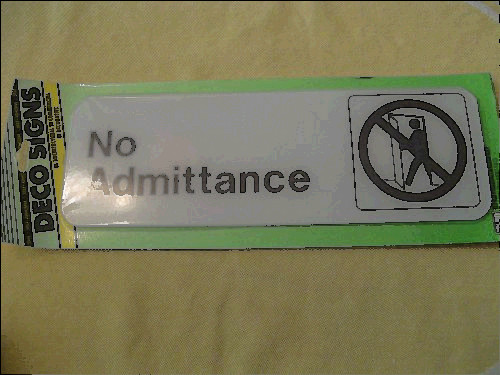 DECO SIGNS
No
Admittance